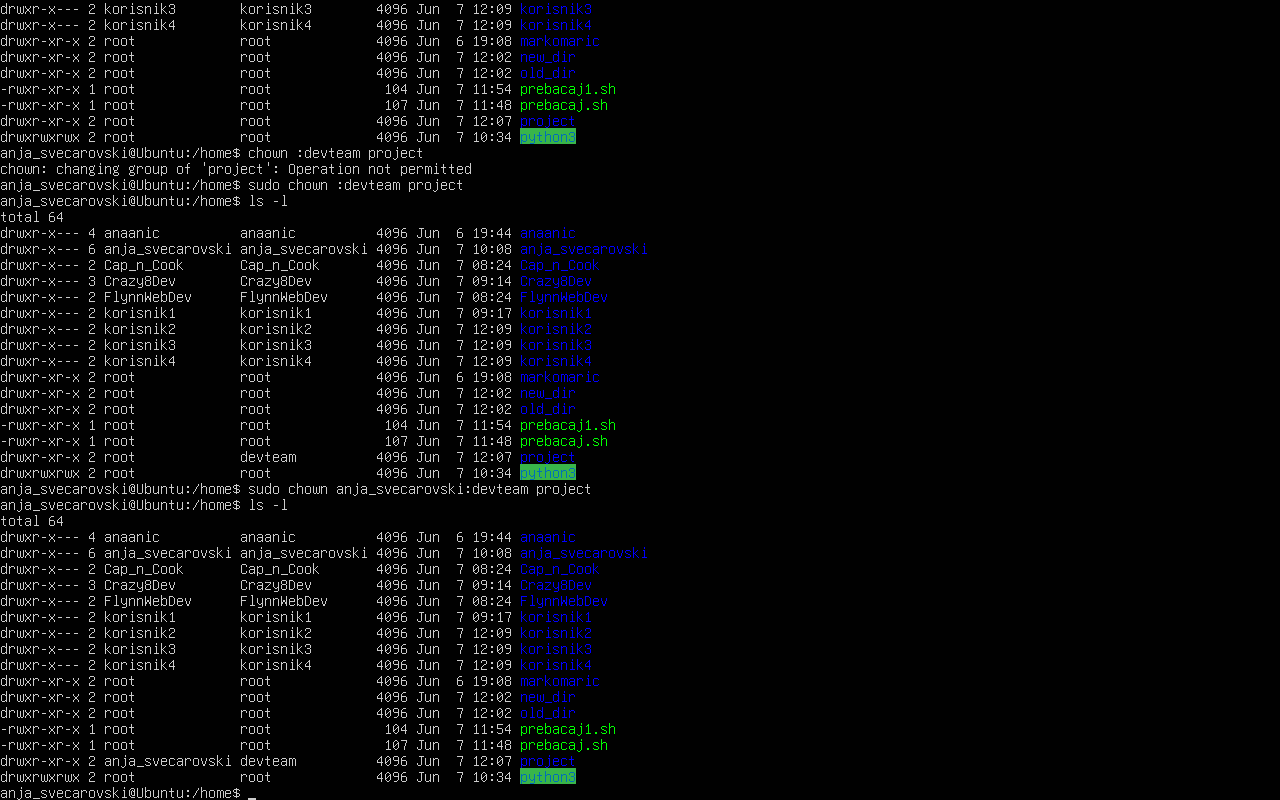 drwxr-x--- 2 korisnik3        korisnik3        4096 Jun  7 12:09 korisnik3
drwxr-x--- 2 korisnik4        korisnik4        4096 Jun  7 12:09 korisnik4
drwxr-xr-x 2 root             root             4096 Jun  6 19:08 markomaric
drwxr-xr-x 2 root             root             4096 Jun  7 12:02 new_dir
drwxr-xr-x 2 root             root             4096 Jun  7 12:02 old_dir
-rwxr-xr-x 1 root             root              104 Jun  7 11:54 prebacaj1.sh
-rwxr-xr-x 1 root             root              107 Jun  7 11:48 prebacaj.sh
drwxr-xr-x 2 root             root             4096 Jun  7 12:07 project
drwxrwxrwx 2 root             root             4096 Jun  7 10:34 python3
anja_svecarovski@Ubuntu:/home$ chown :devteam project
chown: changing group of 'project': Operation not permitted
anja_svecarovski@Ubuntu:/home$ sudo chown :devteam project
anja_svecarovski@Ubuntu:/home$ ls -l
total 64
drwxr-x--- 4 anaanic          anaanic          4096 Jun  6 19:44 anaanic
drwxr-x--- 6 anja_svecarovski anja_svecarovski 4096 Jun  7 10:08 anja_svecarovski
drwxr-x--- 2 Cap_n_Cook       Cap_n_Cook       4096 Jun  7 08:24 Cap_n_Cook
drwxr-x--- 3 Crazy8Dev        Crazy8Dev        4096 Jun  7 09:14 Crazy8Dev
drwxr-x--- 2 FlynnWebDev      FlynnWebDev      4096 Jun  7 08:24 FlynnWebDev
drwxr-x--- 2 korisnik1        korisnik1        4096 Jun  7 09:17 korisnik1
drwxr-x--- 2 korisnik2        korisnik2        4096 Jun  7 12:09 korisnik2
drwxr-x--- 2 korisnik3        korisnik3        4096 Jun  7 12:09 korisnik3
drwxr-x--- 2 korisnik4        korisnik4        4096 Jun  7 12:09 korisnik4
drwxr-xr-x 2 root             root             4096 Jun  6 19:08 markomaric
drwxr-xr-x 2 root             root             4096 Jun  7 12:02 new_dir
drwxr-xr-x 2 root             root             4096 Jun  7 12:02 old_dir
-rwxr-xr-x 1 root             root              104 Jun  7 11:54 prebacaj1.sh
-rwxr-xr-x 1 root             root              107 Jun  7 11:48 prebacaj.sh
drwxr-xr-x 2 root             devteam          4096 Jun  7 12:07 project
drwxrwxrwx 2 root             root             4096 Jun  7 10:34 python3
anja_svecarovski@Ubuntu:/home$ sudo chown anja_svecarovski:devteam project
anja_svecarovski@Ubuntu:/home$ ls -l
total 64
drwxr-x--- 4 anaanic          anaanic          4096 Jun  6 19:44 anaanic
drwxr-x--- 6 anja_svecarovski anja_svecarovski 4096 Jun  7 10:08 anja_svecarovski
drwxr-x--- 2 Cap_n_Cook       Cap_n_Cook       4096 Jun  7 08:24 Cap_n_Cook
drwxr-x--- 3 Crazy8Dev        Crazy8Dev        4096 Jun  7 09:14 Crazy8Dev
drwxr-x--- 2 FlynnWebDev      FlynnWebDev      4096 Jun  7 08:24 FlynnWebDev
drwxr-x--- 2 korisnik1        korisnik1        4096 Jun  7 09:17 korisnik1
drwxr-x--- 2 korisnik2        korisnik2        4096 Jun  7 12:09 korisnik2
drwxr-x--- 2 korisnik3        korisnik3        4096 Jun  7 12:09 korisnik3
drwxr-x--- 2 korisnik4        korisnik4        4096 Jun  7 12:09 korisnik4
drwxr-xr-x 2 root             root             4096 Jun  6 19:08 markomaric
drwxr-xr-x 2 root             root             4096 Jun  7 12:02 new_dir
drwxr-xr-x 2 root             root             4096 Jun  7 12:02 old_dir
-rwxr-xr-x 1 root             root              104 Jun  7 11:54 prebacaj1.sh
-rwxr-xr-x 1 root             root              107 Jun  7 11:48 prebacaj.sh
drwxr-xr-x 2 anja_svecarovski devteam          4096 Jun  7 12:07 project
drwxrwxrwx 2 root             root             4096 Jun  7 10:34 python3
anja_svecarovski@Ubuntu:/home$ _